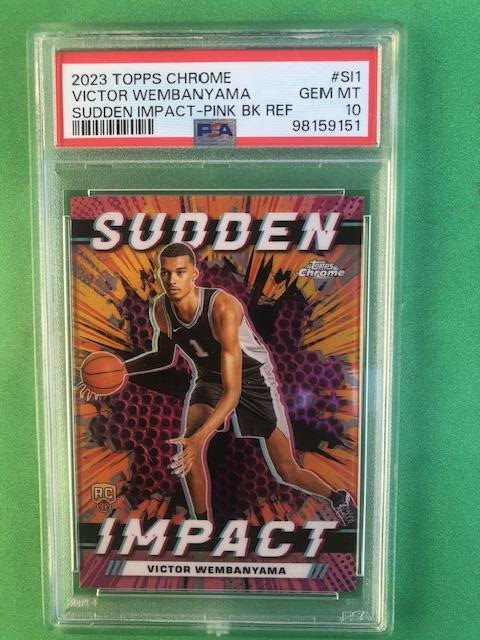 2023 TOPPS CHROME #SI1
VICTOR WEMBANYAMA GEM MT
SUDDEN IMPACT-PINK BK REF 10
PSA 98159151
SUDDEN
Topps
Chrome
1
RC
IMPACT
VICTOR WEMBANYAMA
PSA